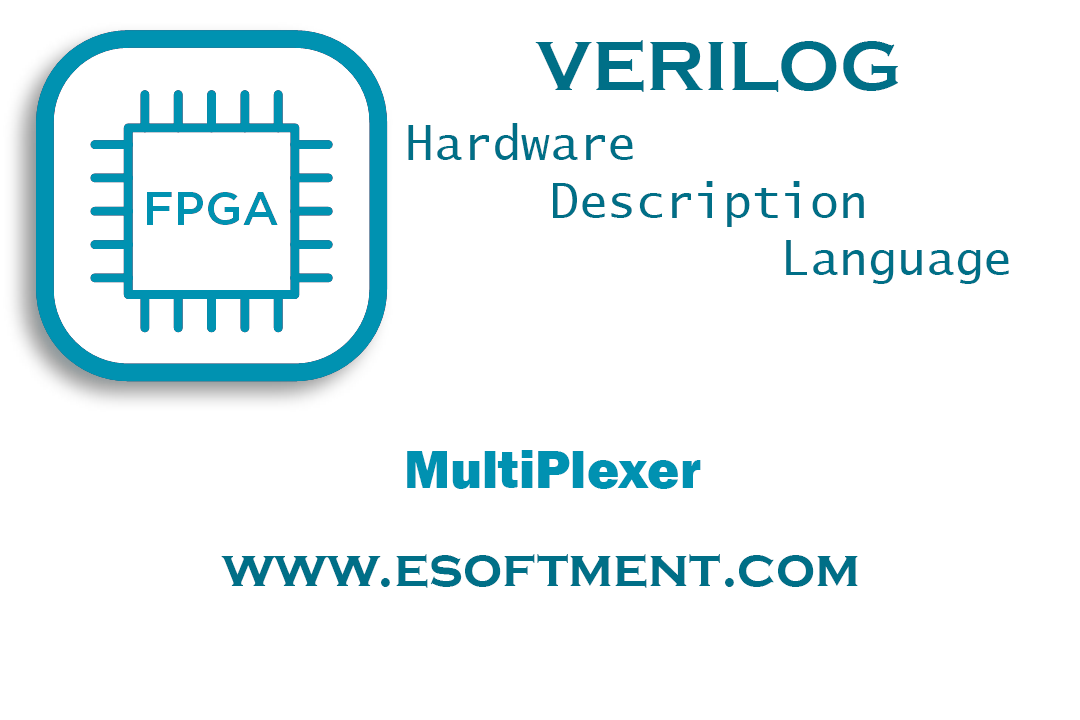 VERILOG
Hardware
Description
Language
FPGA
MultiPlexer
WWW.ESOFTMENT.COM